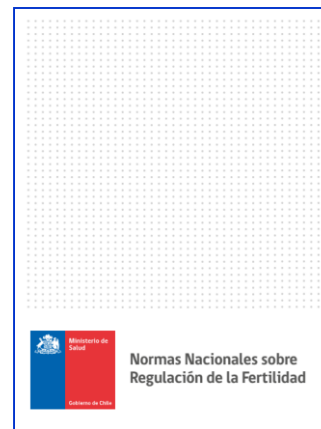 Ministerio de
Salud
Gobierno de Chile
Normas Nacionales sobre
Regulación de la Fertilidad